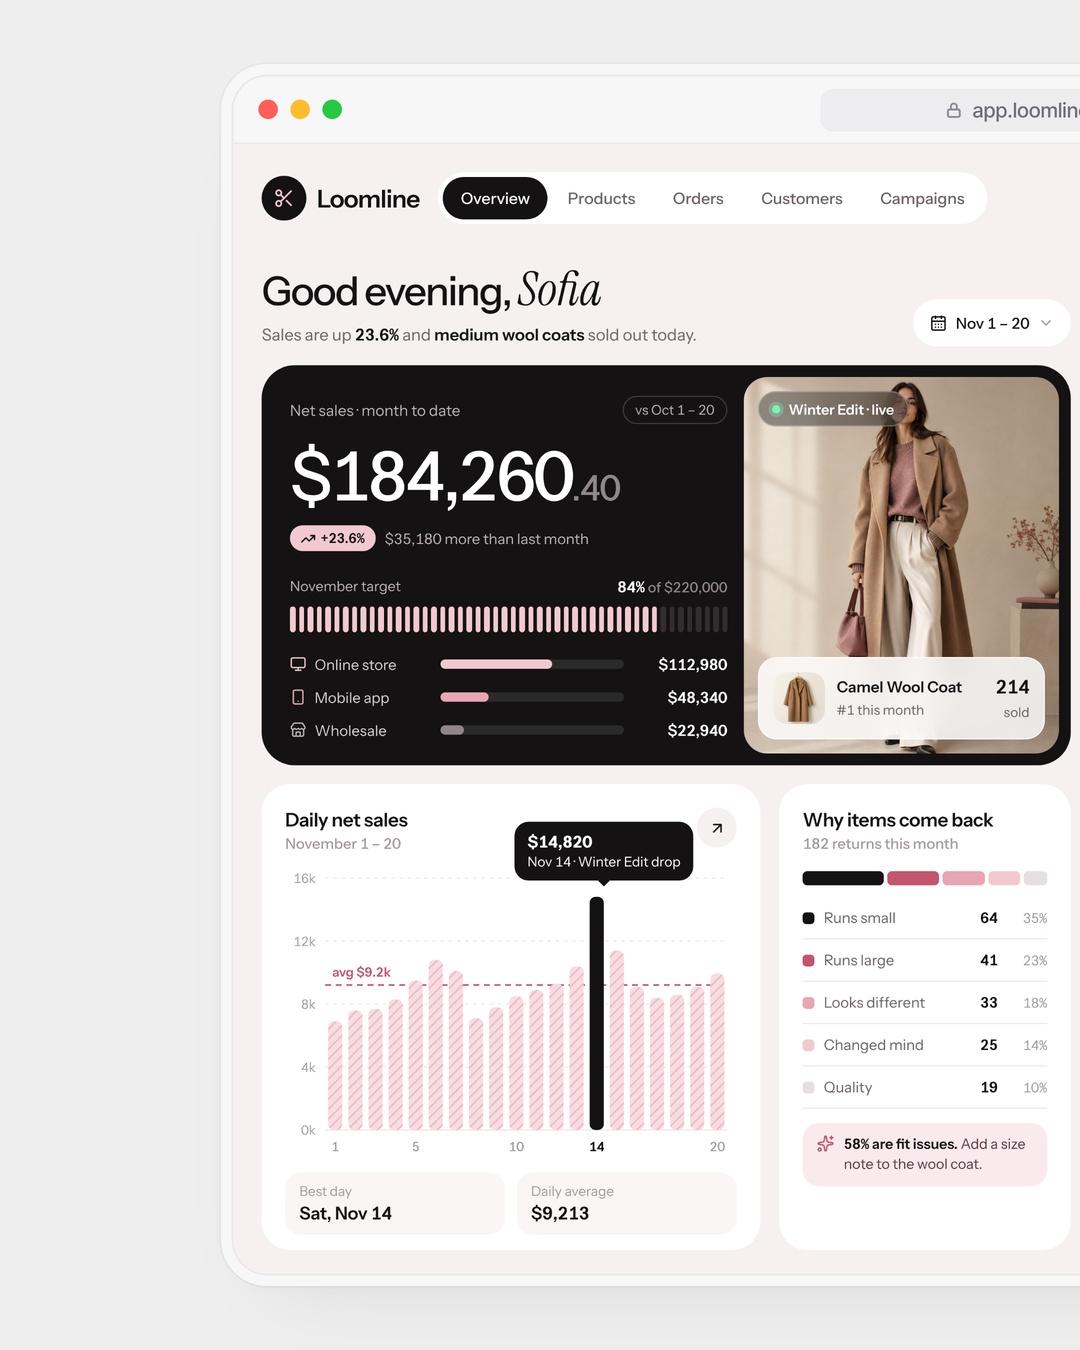 app.loomlin
Loomline
Overview
Products
Orders
Customers
Campaigns
Good evening, Sofia
Sales are up 23.6% and medium wool coats sold out today.
Nov 1 – 20
Net sales · month to date
vs Oct 1 – 20
$184,260.40
+23.6%
$35,180 more than last month
November target
84% of $220,000
Online store
$112,980
Mobile app
$48,340
Wholesale
$22,940
Winter Edit · live
Camel Wool Coat
#1 this month
214
sold
Daily net sales
November 1 – 20
$14,820
Nov 14 · Winter Edit drop
16k
12k
avg $9.2k
8k
4k
0k
1
5
10
14
20
Best day
Sat, Nov 14
Daily average
$9,213
Why items come back
182 returns this month
Runs small
64
35%
Runs large
41
23%
Looks different
33
18%
Changed mind
25
14%
Quality
19
10%
58% are fit issues. Add a size
note to the wool coat.